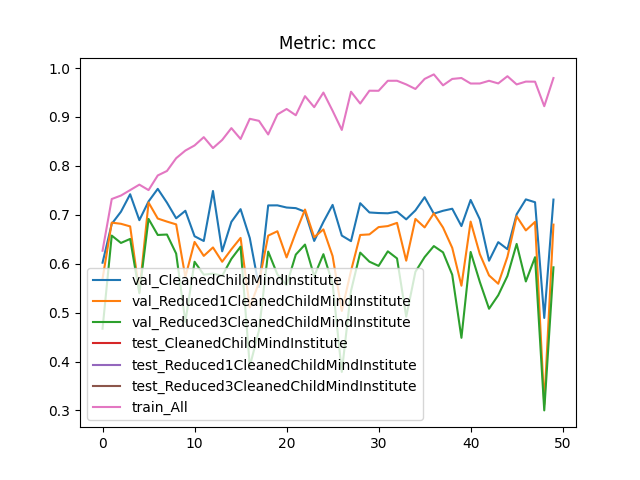 Metric: mcc
1.0
0.9
0.8
0.7
0.6
0.5
0.4
0.3
val_CleanedChildMindInstitute
val_Reduced1CleanedChildMindInstitute
val_Reduced3CleanedChildMindInstitute
test_CleanedChildMindInstitute
test_Reduced1CleanedChildMindInstitute
test_Reduced3CleanedChildMindInstitute
train_All
0 10 20 30 40 50